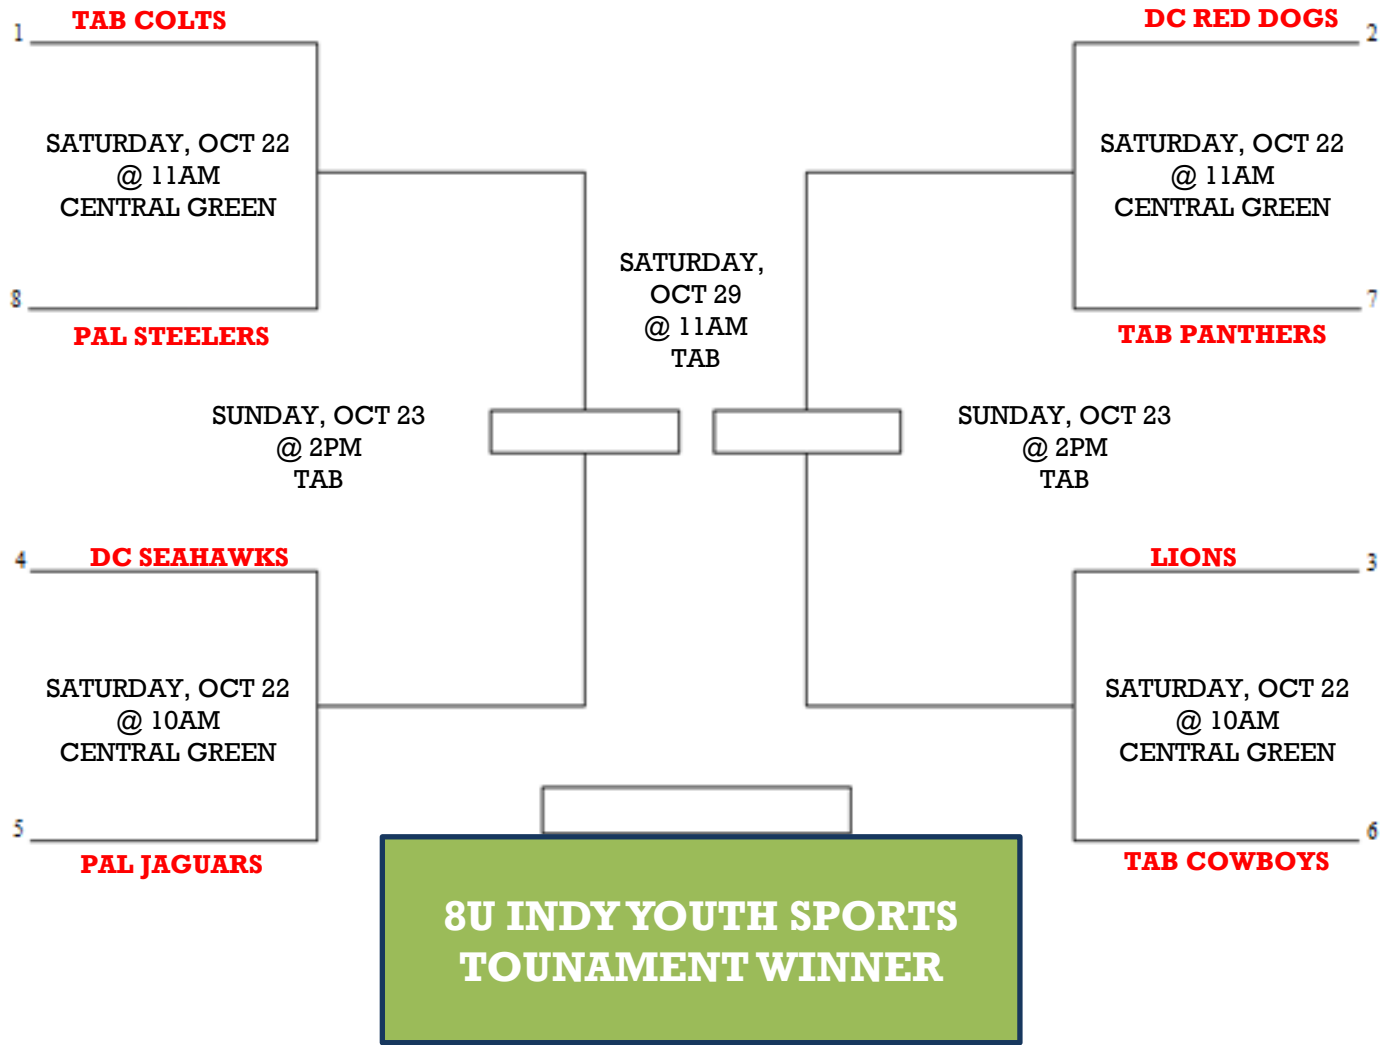 1 TAB COLTS
DC RED DOGS 2
SATURDAY, OCT 22
@ 11AM
CENTRAL GREEN
SATURDAY, OCT 22
@ 11AM
CENTRAL GREEN
SATURDAY,
OCT 29
@ 11AM
TAB
8
PAL STEELERS
7
TAB PANTHERS
SUNDAY, OCT 23
@ 2PM
TAB
SUNDAY, OCT 23
@ 2PM
TAB
4 DC SEAHAWKS
LIONS 3
SATURDAY, OCT 22
@ 10AM
CENTRAL GREEN
SATURDAY, OCT 22
@ 10AM
CENTRAL GREEN
5
PAL JAGUARS
6
TAB COWBOYS
8U INDY YOUTH SPORTS
TOUNAMENT WINNER